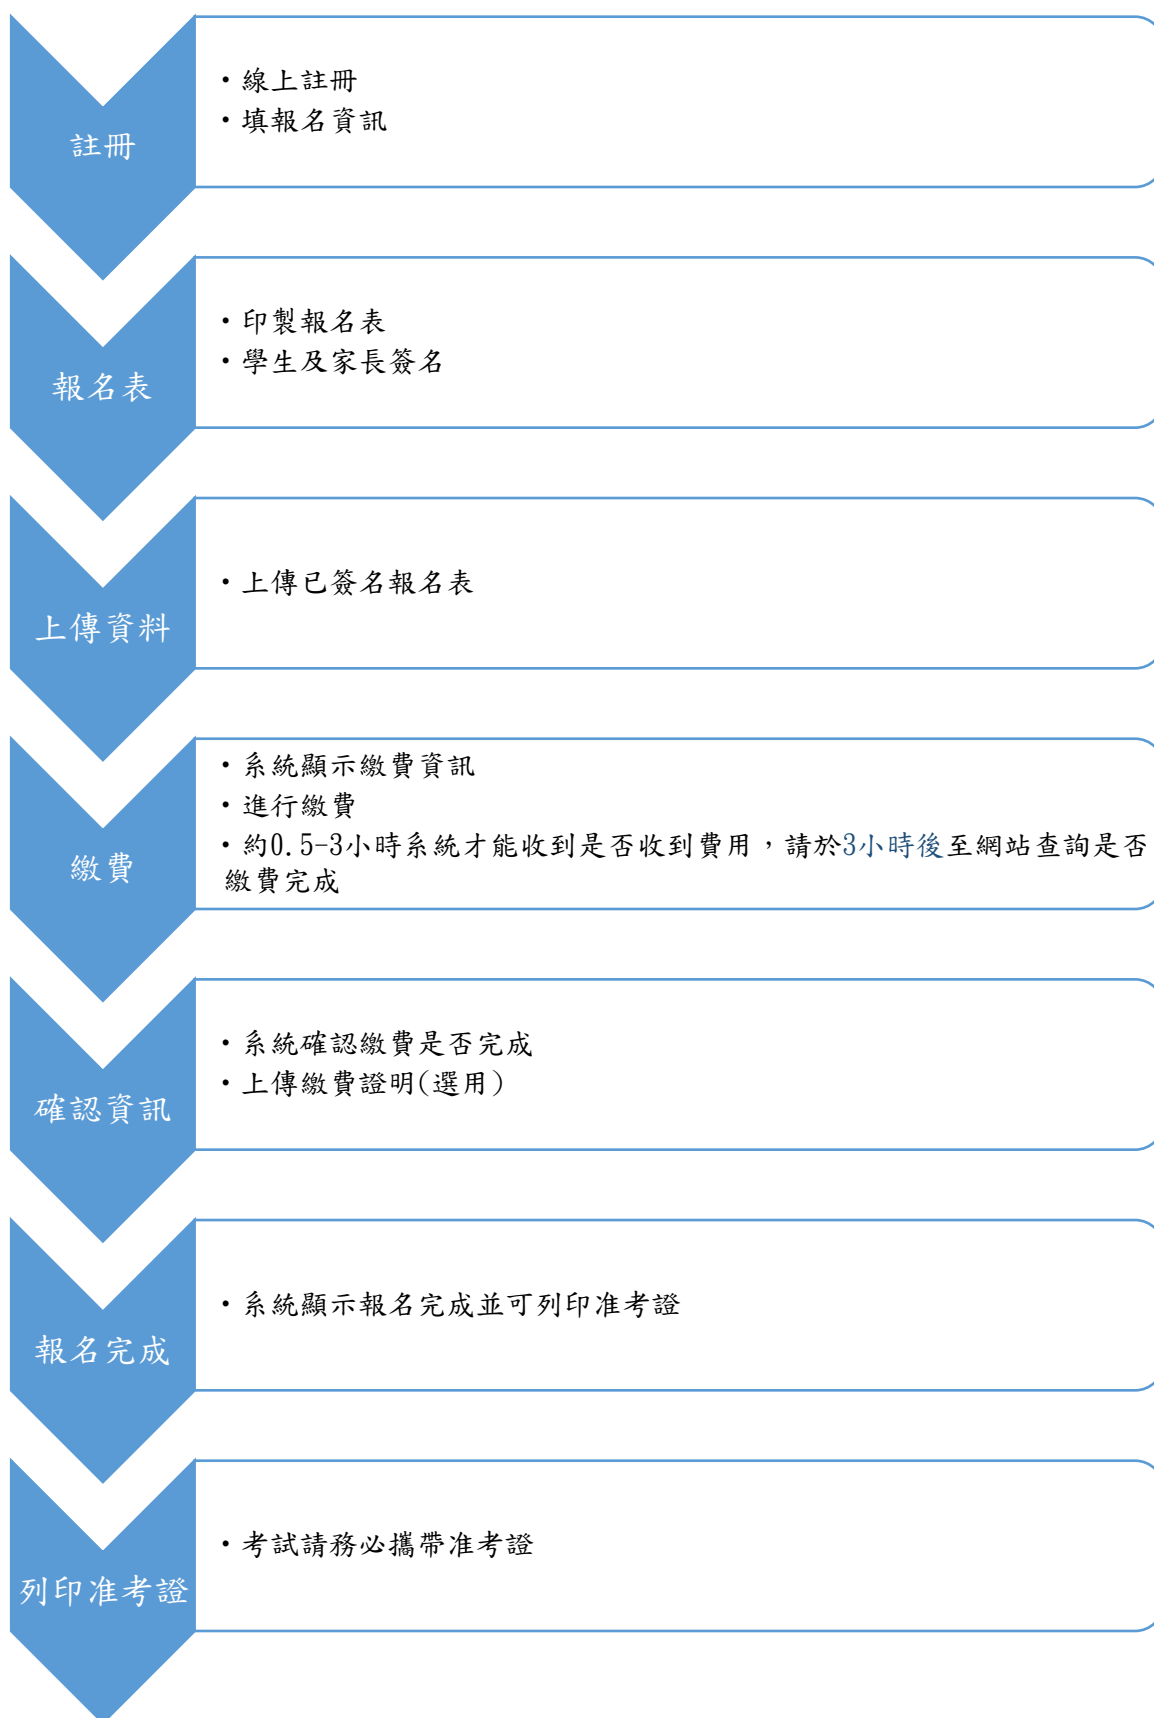 註冊
・線上註冊
・填報名資訊
報名表
・印製報名表
・學生及家長簽名
上傳資料
・上傳已簽名報名表
繳費
・系統顯示繳費資訊
・進行繳費
・約0.5-3小時系統才能收到是否收到費用，請於3小時後至網站查詢是否
繳費完成
確認資訊
・系統確認繳費是否完成
・上傳繳費證明(選用)
報名完成
・系統顯示報名完成並可列印准考證
列印准考證
・考試請務必攜帶准考證